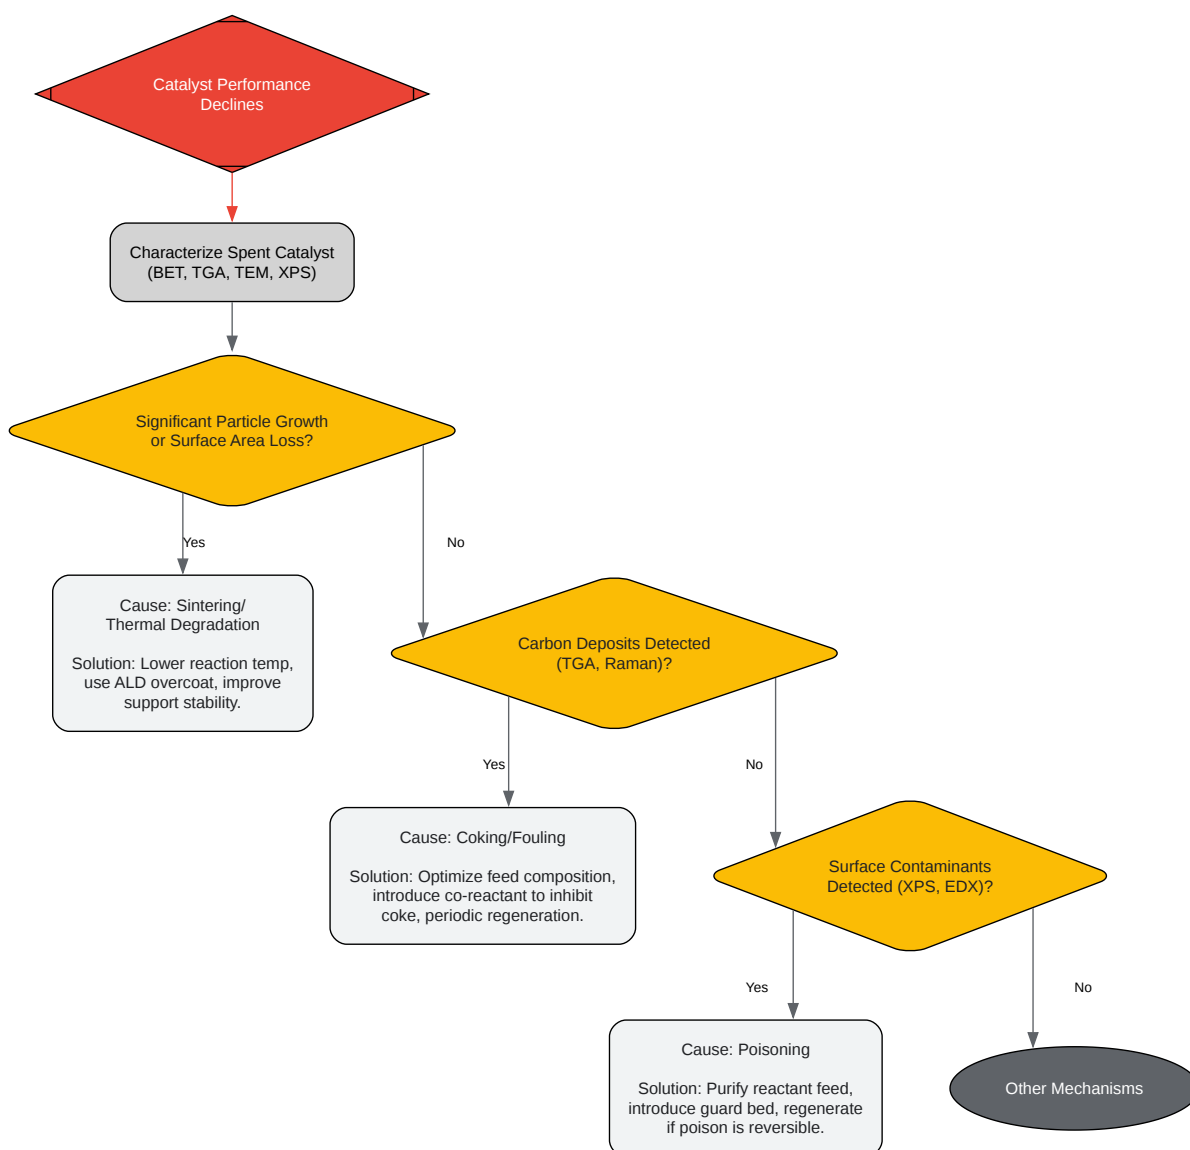 Catalyst Performance
Declines
Characterize Spent Catalyst
(BET, TGA, TEM, XPS)
Significant Particle Growth
or Surface Area Loss?
Yes
No
Cause: Sintering/
Thermal Degradation
Solution: Lower reaction temp,
use ALD overcoat, improve
support stability.
Carbon Deposits Detected
(TGA, Raman)?
Yes
No
Cause: Coking/Fouling
Solution: Optimize feed composition,
introduce co-reactant to inhibit
coke, periodic regeneration.
Surface Contaminants
Detected (XPS, EDX)?
Yes
No
Cause: Poisoning
Solution: Purify reactant feed,
introduce guard bed, regenerate
if poison is reversible.
Other Mechanisms